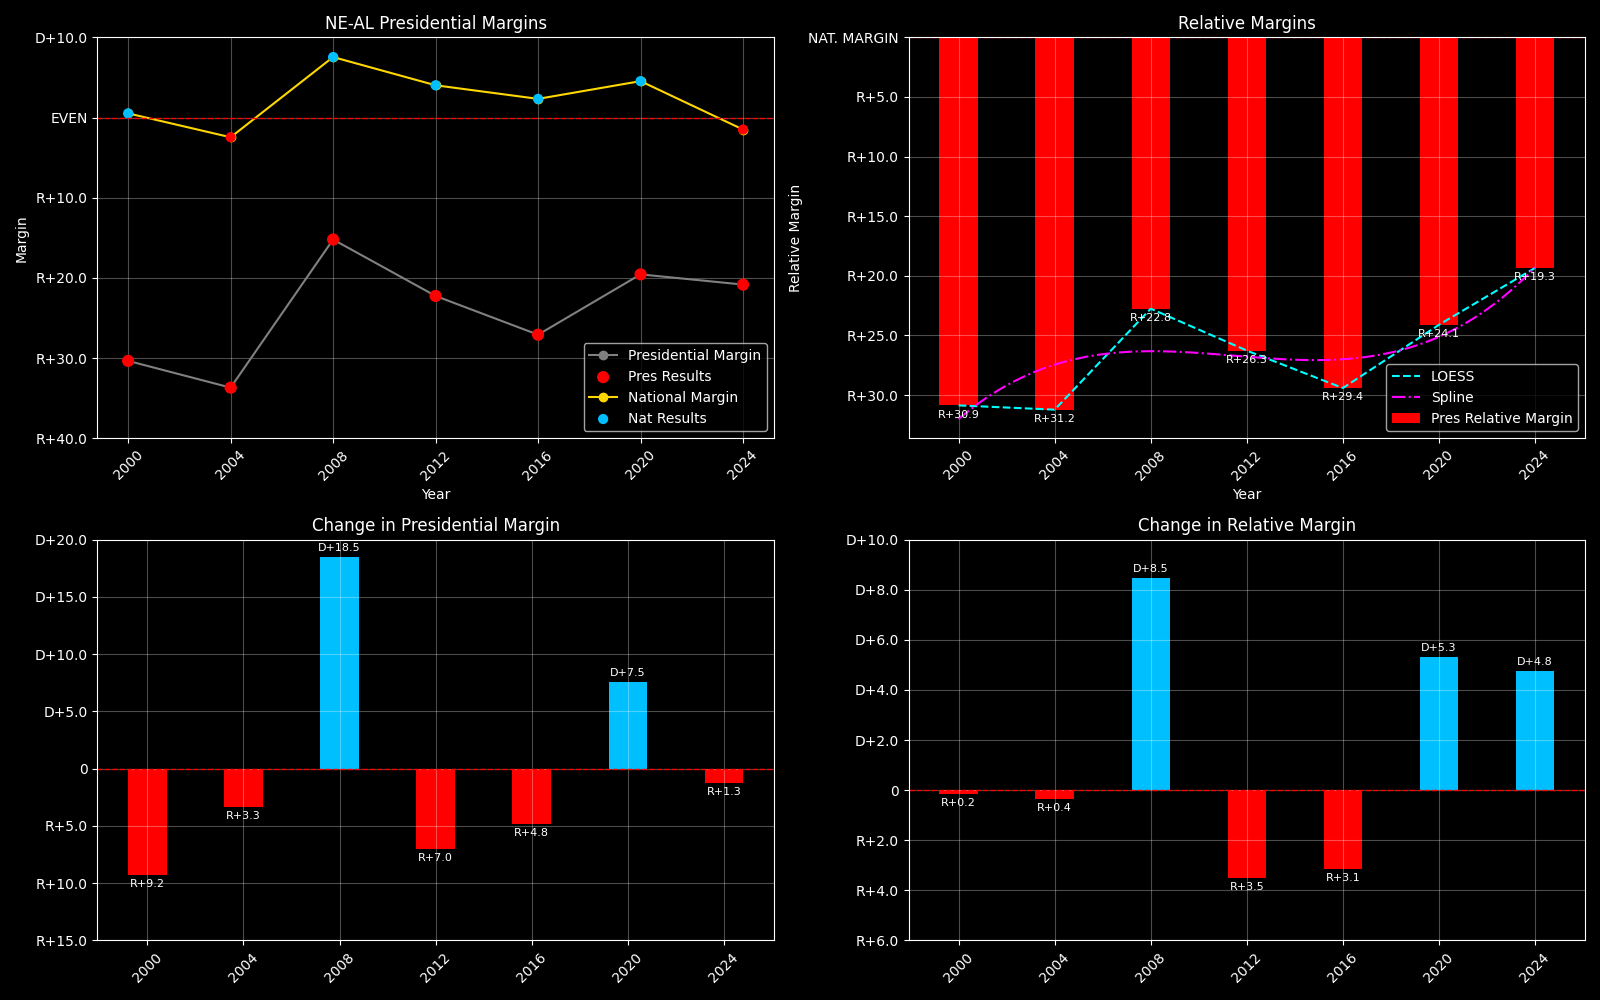 NE-AL Presidential Margins
D+10.0
EVEN
R+10.0
R+20.0
R+30.0
R+40.0
Margin
Presidential Margin
Pres Results
National Margin
Nat Results
2000
2004
2008
2012
2016
2020
2024
Year
Relative Margins
NAT. MARGIN
R+5.0
R+10.0
R+15.0
R+20.0
R+25.0
R+30.0
Relative Margin
R+30.9
R+31.2
R+22.8
R+26.3
R+29.4
R+24.1
R+19.3
LOESS
Spline
Pres Relative Margin
2000
2004
2008
2012
2016
2020
2024
Year
Change in Presidential Margin
D+20.0
D+15.0
D+10.0
D+5.0
0
R+5.0
R+10.0
R+15.0
R+9.2
R+3.3
D+18.5
R+7.0
R+4.8
D+7.5
R+1.3
2000
2004
2008
2012
2016
2020
2024
Change in Relative Margin
D+10.0
D+8.0
D+6.0
D+4.0
D+2.0
0
R+2.0
R+4.0
R+6.0
R+0.2
R+0.4
D+8.5
R+3.5
R+3.1
D+5.3
D+4.8
2000
2004
2008
2012
2016
2020
2024